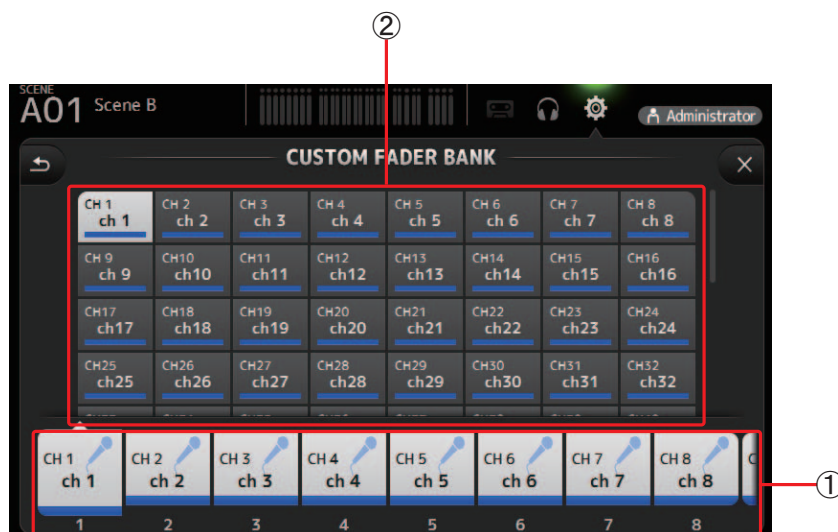 ②
SCENE
A01 Scene B
Administrator
CUSTOM FADER BANK
CH 1 CH 2 CH 3 CH 4 CH 5 CH 6 CH 7 CH 8
ch 1 ch 2 ch 3 ch 4 ch 5 ch 6 ch 7 ch 8
CH 9 CH10 CH11 CH12 CH13 CH14 CH15 CH16
ch 9 ch10 ch11 ch12 ch13 ch14 ch15 ch16
CH17 CH18 CH19 CH20 CH21 CH22 CH23 CH24
ch17 ch18 ch19 ch20 ch21 ch22 ch23 ch24
CH25 CH26 CH27 CH28 CH29 CH30 CH31 CH32
ch25 ch26 ch27 ch28 ch29 ch30 ch31 ch32
CH 1 CH 2 CH 3 CH 4 CH 5 CH 6 CH 7 CH 8
ch 1 ch 2 ch 3 ch 4 ch 5 ch 6 ch 7 ch 8
①
1 2 3 4 5 6 7 8